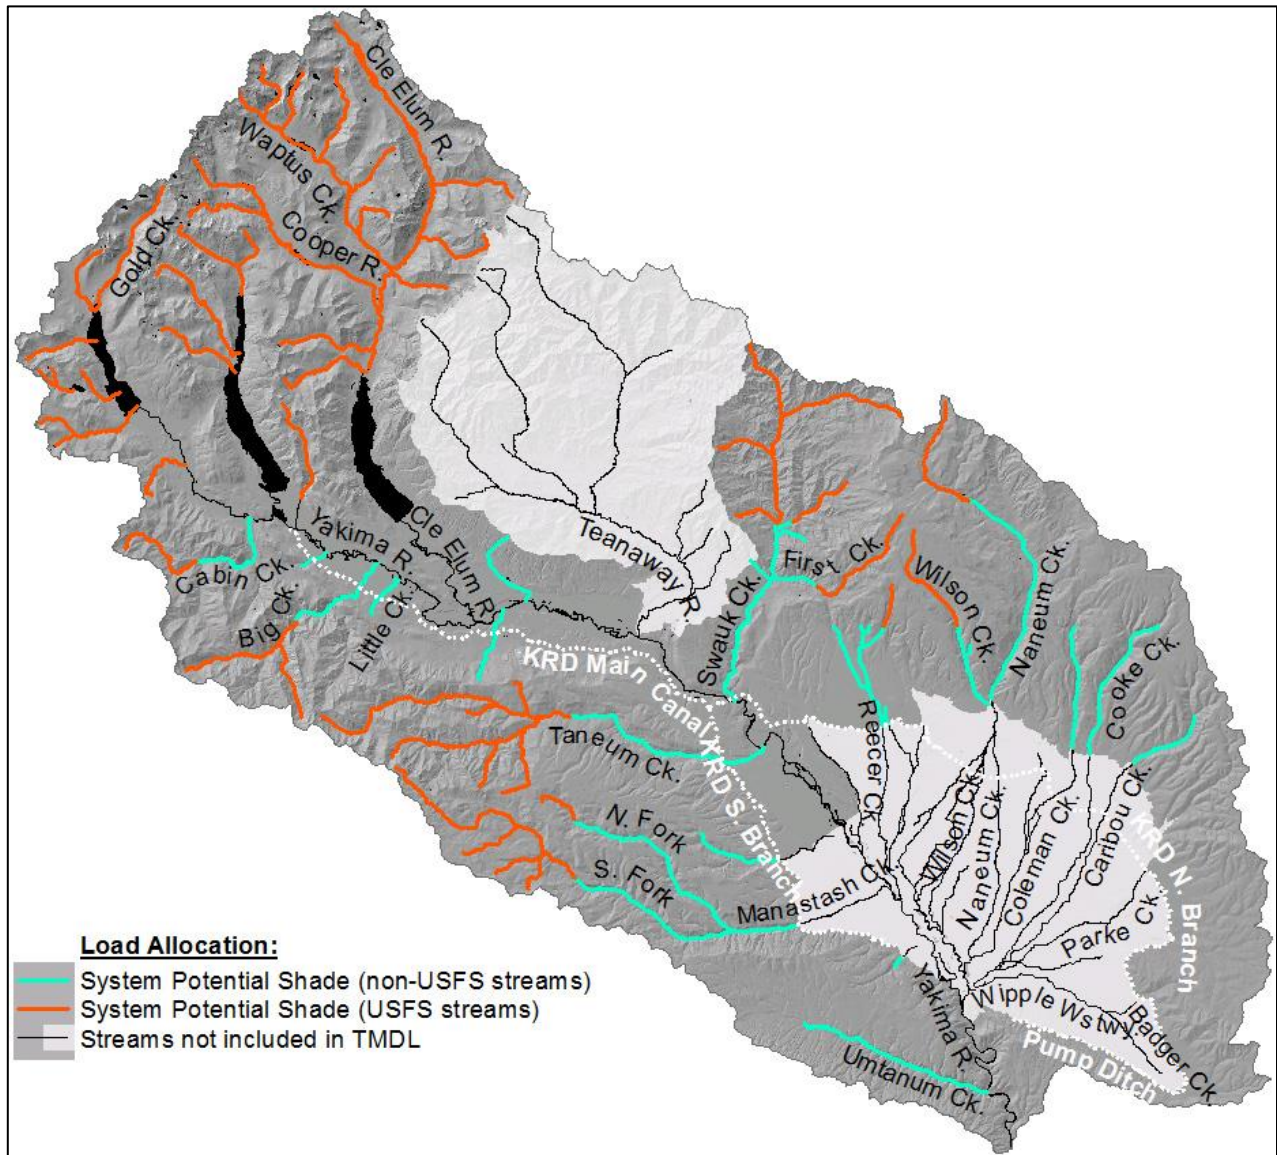 Cle Elum R.
Waptus Ck.
Cooper R.
Gold Ck.
Teanaway R.
Cle Elum R.
Yakima R.
Cabin Ck.
Big Ck.
Little Ck.
KRD Main Canal
Swauk Ck.
First Ck.
Wilson Ck.
Naneum Ck.
Cooke Ck.
Taneum Ck.
KRD S. Branch
Reecer Ck.
Wilson Ck.
Naneum Ck.
Coleman Ck.
Caribou Ck.
KRD N. Branch
N. Fork
S. Fork
Manastash Ck.
Parke Ck.
Yakima R.
Wipple Wstwy.
Badger Ck.
Pump Ditch
Umtanum Ck.
Load Allocation:
System Potential Shade (non-USFS streams)
System Potential Shade (USFS streams)
Streams not included in TMDL